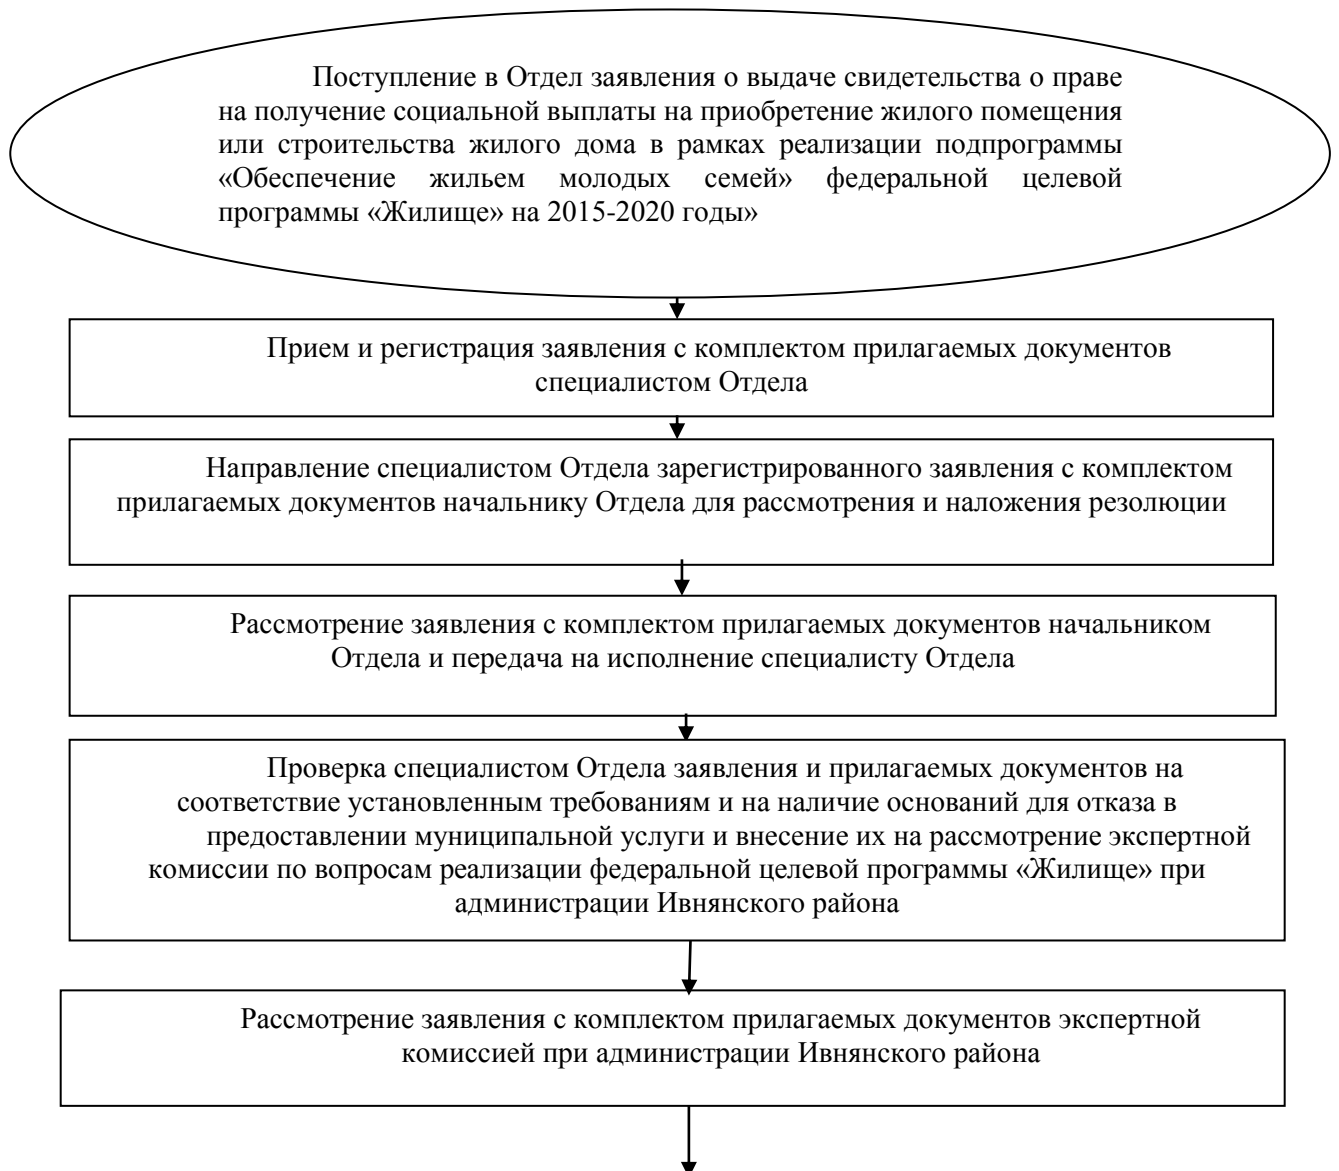 Поступление в Отдел заявления о выдаче свидетельства о праве
на получение социальной выплаты на приобретение жилого помещения
или строительства жилого дома в рамках реализации подпрограммы
«Обеспечение жильем молодых семей» федеральной целевой
программы «Жилище» на 2015-2020 годы»
Прием и регистрация заявления с комплектом прилагаемых документов
специалистом Отдела
Направление специалистом Отдела зарегистрированного заявления с комплектом
прилагаемых документов начальнику Отдела для рассмотрения и наложения резолюции
Рассмотрение заявления с комплектом прилагаемых документов начальником
Отдела и передача на исполнение специалисту Отдела
Проверка специалистом Отдела заявления и прилагаемых документов на
соответствие установленным требованиям и на наличие оснований для отказа в
предоставлении муниципальной услуги и внесение их на рассмотрение экспертной
комиссии по вопросам реализации федеральной целевой программы «Жилище» при
администрации Ивнянского района
Рассмотрение заявления с комплектом прилагаемых документов экспертной
комиссией при администрации Ивнянского района